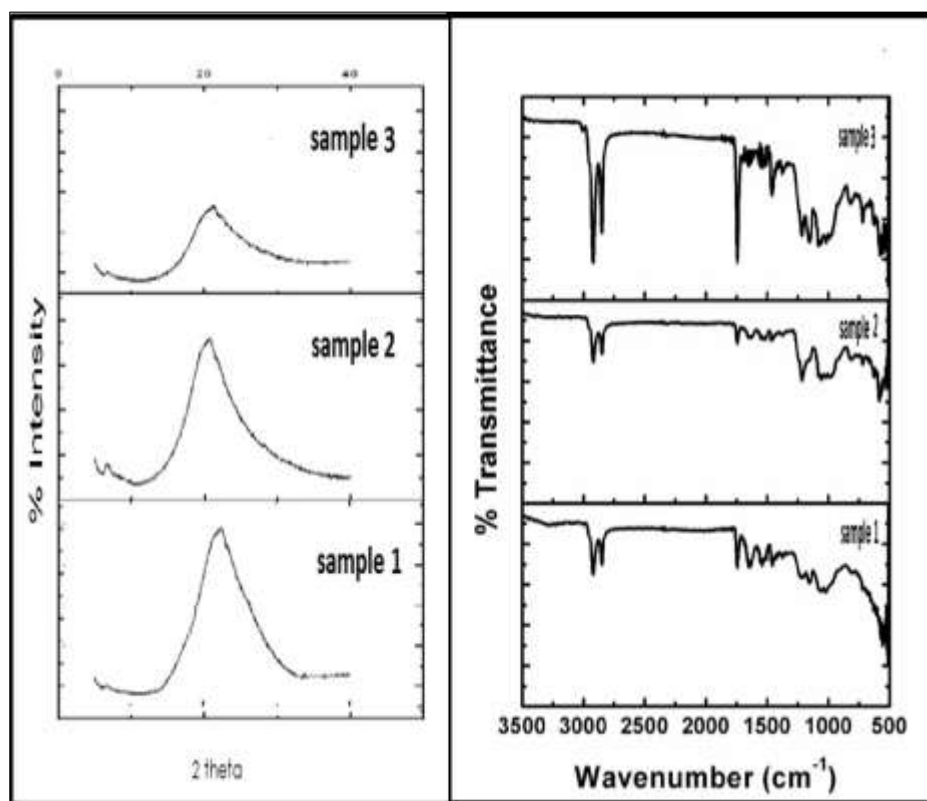 0 20 40
sample 3
sample 2
sample 1
% Intensity
2 theta
sample 3
sample 2
sample 1
% Transmittance
3500 3000 2500 2000 1500 1000 500
Wavenumber (cm⁻¹)